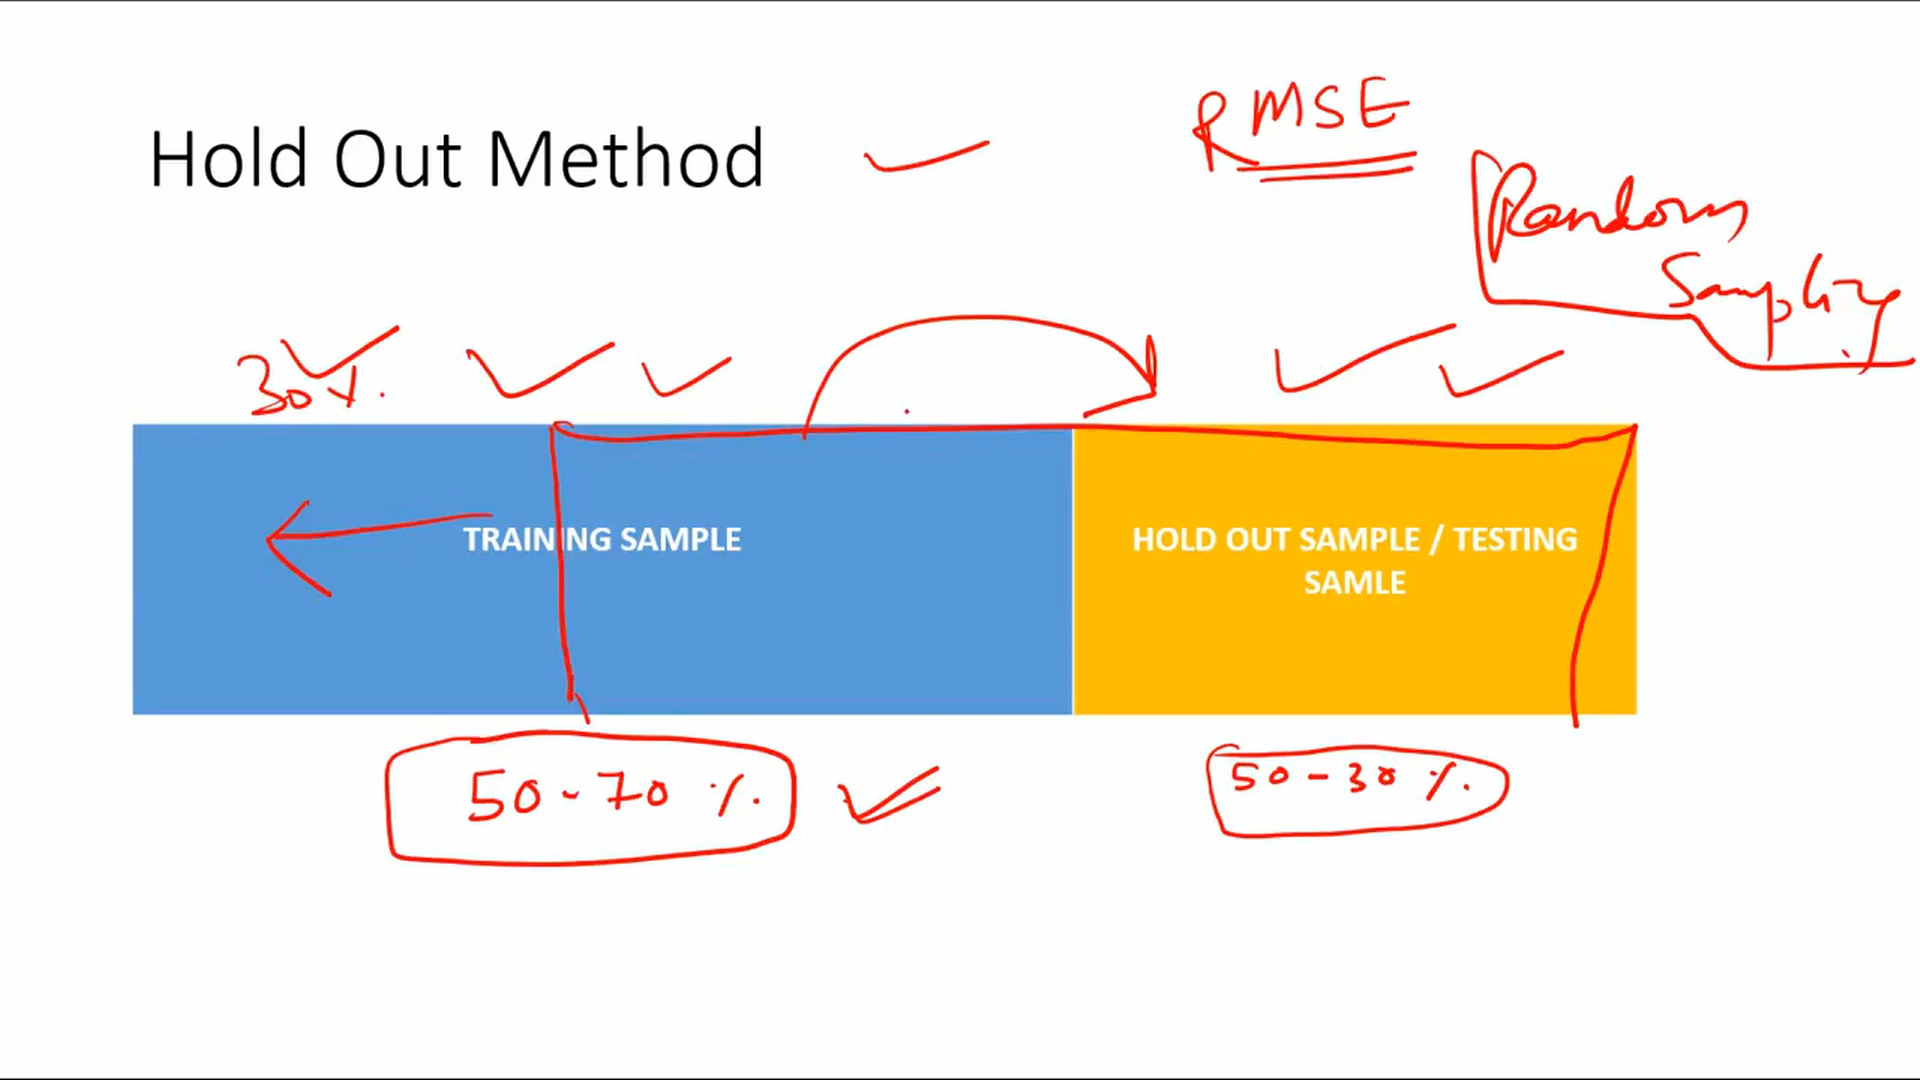 Hold Out Method
RMSE
Random
Sampling
30%.
TRAINING SAMPLE
HOLD OUT SAMPLE / TESTING
SAMLE
50-70 %.
50-30 %.